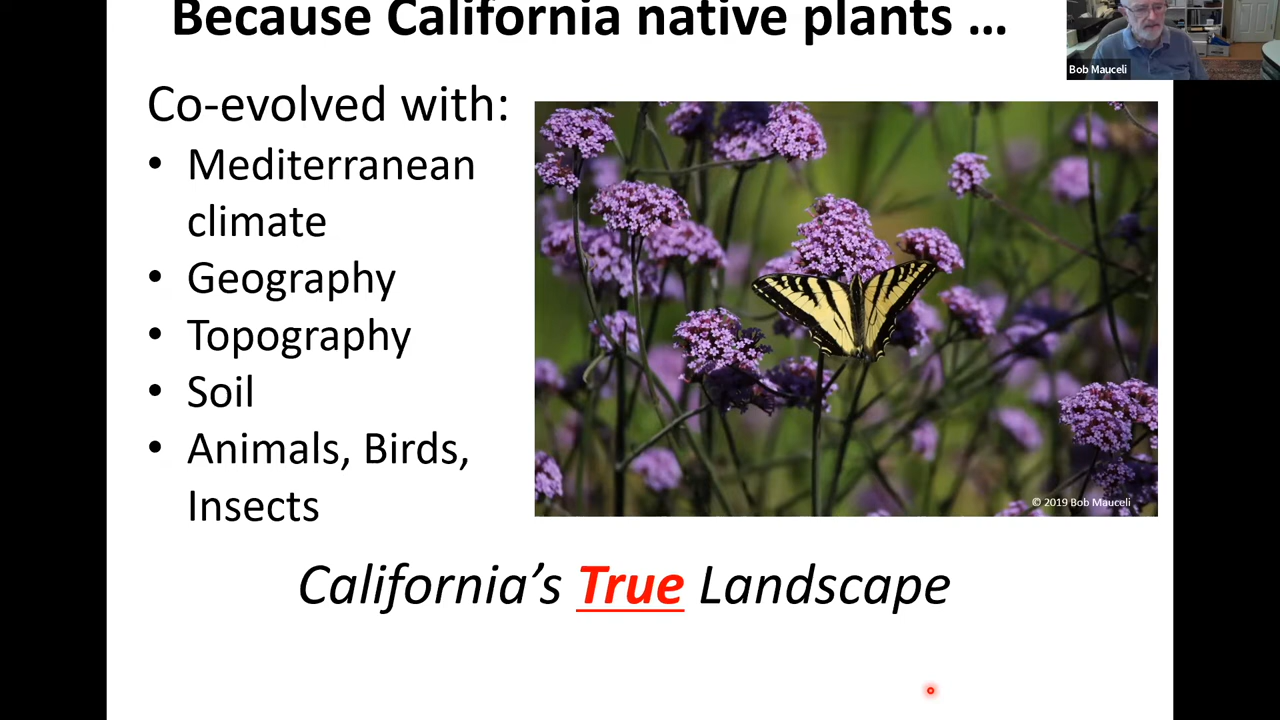 Because California native plants ...
Bob Mauceli
Co-evolved with:
• Mediterranean
climate
• Geography
• Topography
• Soil
• Animals, Birds,
Insects
© 2019 Bob Mauceli
California’s True Landscape